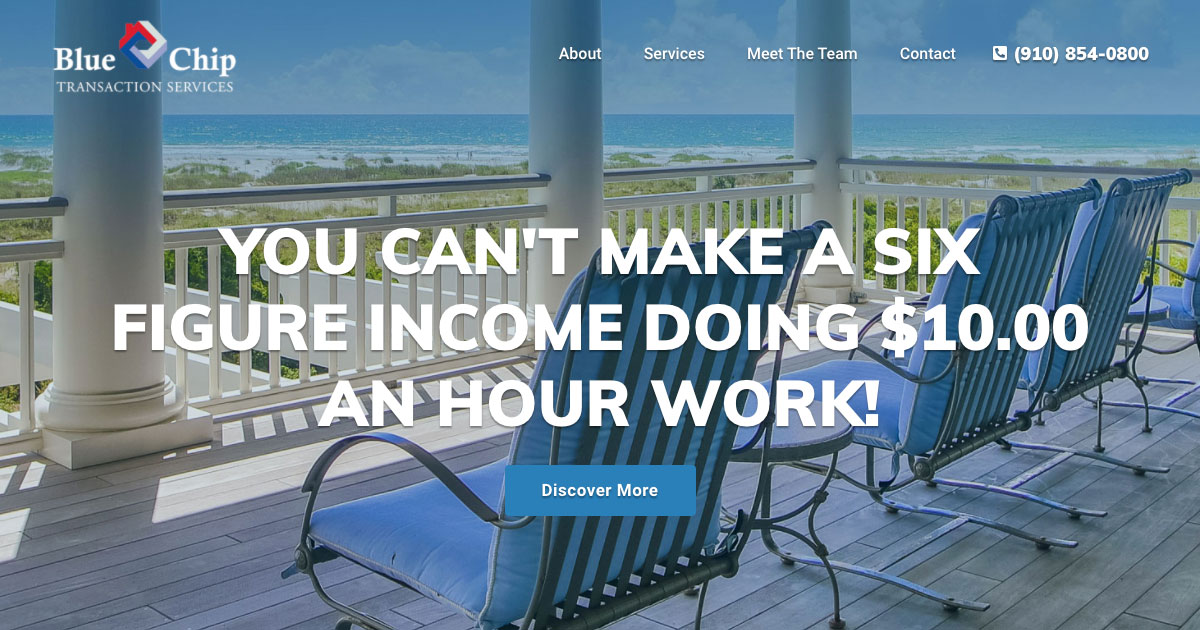 Blue Chip
TRANSACTION SERVICES
About Services Meet The Team Contact (910) 854-0800
YOU CAN'T MAKE A SIX
FIGURE INCOME DOING $10.00
AN HOUR WORK!
Discover More